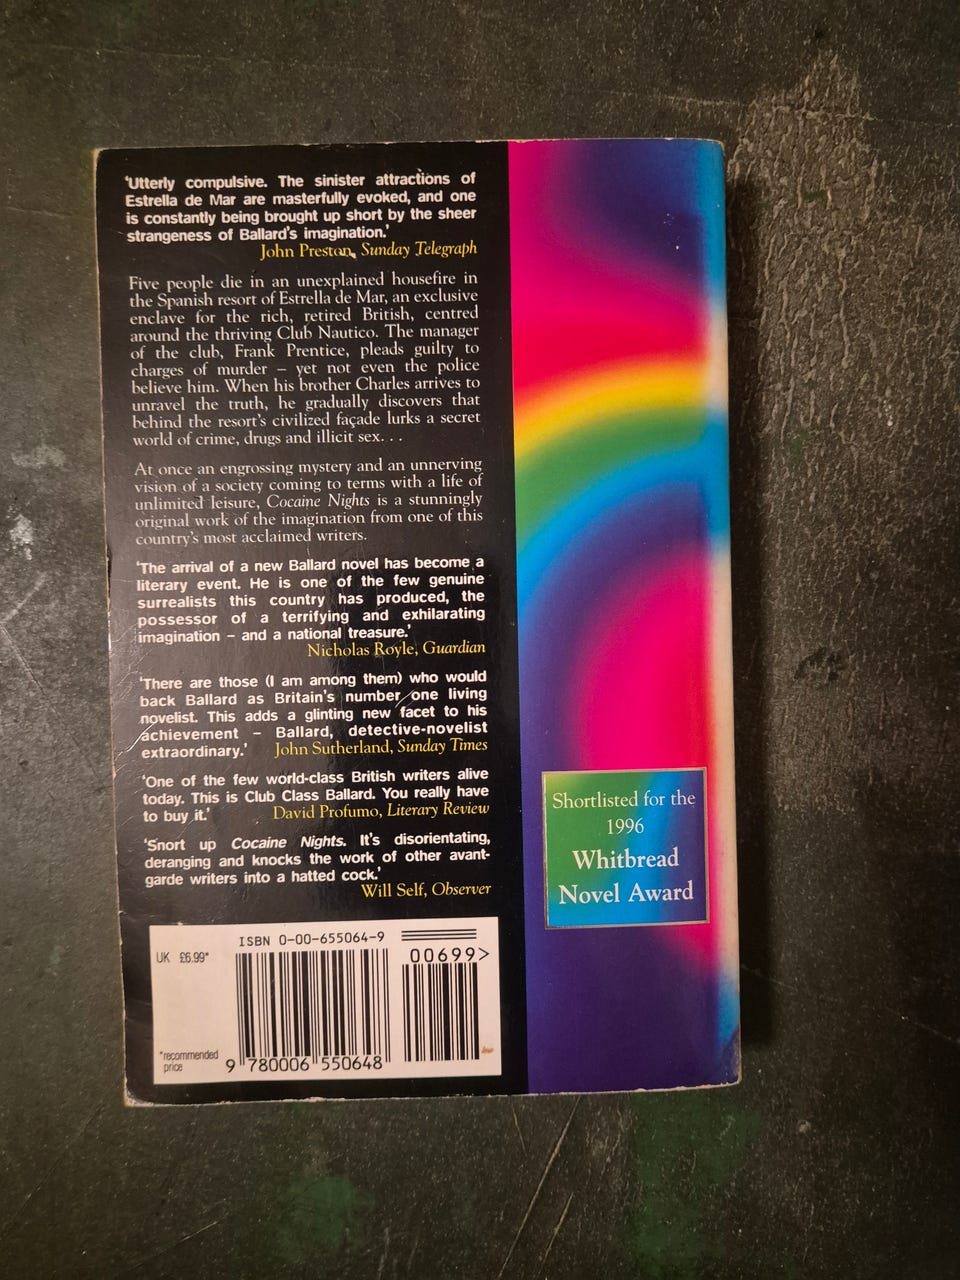 ‘Utterly compulsive. The sinister attractions of
Estrella de Mar are masterfully evoked, and one
is constantly being brought up short by the sheer
strangeness of Ballard’s imagination.’
John Preston, Sunday Telegraph
Five people die in an unexplained housefire in
the Spanish resort of Estrella de Mar, an exclusive
enclave for the rich, retired British, centred
around the thriving Club Nautico. The manager
of the club, Frank Prentice, pleads guilty to
charges of murder – yet not even the police
believe him. When his brother Charles arrives to
unravel the truth, he gradually discovers that
behind the resort’s civilized façade lurks a secret
world of crime, drugs and illicit sex. . .
At once an engrossing mystery and an unnerving
vision of a society coming to terms with a life of
unlimited leisure, Cocaine Nights is a stunningly
original work of the imagination from one of this
country’s most acclaimed writers.
‘The arrival of a new Ballard novel has become a
literary event. He is one of the few genuine
surrealists this country has produced, the
possessor of a terrifying and exhilarating
imagination – and a national treasure.’
Nicholas Royle, Guardian
‘There are those (I am among them) who would
back Ballard as Britain’s number one living
novelist. This adds a glinting new facet to his
achievement – Ballard, detective-novelist
extraordinary.’ John Sutherland, Sunday Times
‘One of the few world-class British writers alive
today. This is Club Class Ballard. You really have
to buy it.’ David Profumo, Literary Review
‘Snort up Cocaine Nights. It’s disorientating,
deranging and knocks the work of other avant-
garde writers into a hatted cock.’
Will Self, Observer
Shortlisted for the
1996
Whitbread
Novel Award
ISBN 0-00-655064-9
UK £6.99*
00699>
*recommended
price
9 780006 550648